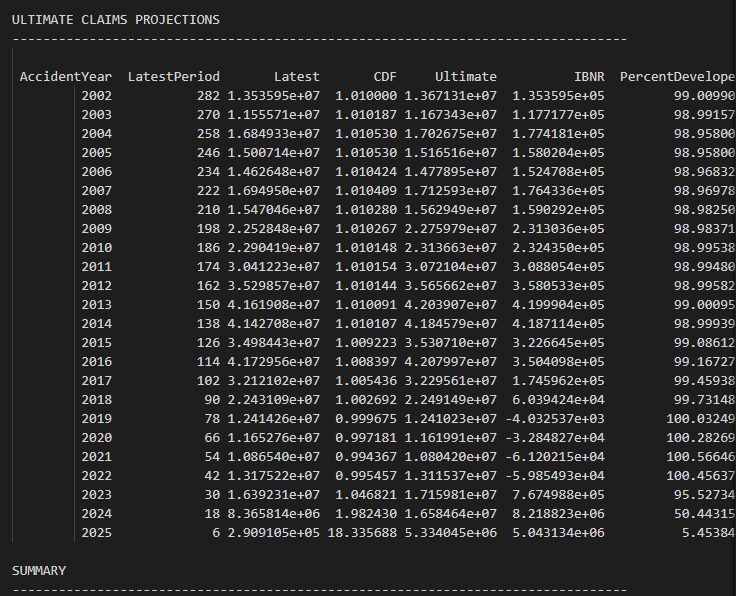 ULTIMATE CLAIMS PROJECTIONS
--------------------------------------------------------------------------------
AccidentYear LatestPeriod Latest CDF Ultimate IBNR PercentDevelope
2002 282 1.353595e+07 1.010000 1.367131e+07 1.353595e+05 99.00990
2003 270 1.155571e+07 1.010187 1.167343e+07 1.177177e+05 98.99157
2004 258 1.684933e+07 1.010530 1.702675e+07 1.774181e+05 98.95800
2005 246 1.500714e+07 1.010530 1.516516e+07 1.580204e+05 98.95800
2006 234 1.462648e+07 1.010424 1.477895e+07 1.524708e+05 98.96832
2007 222 1.694950e+07 1.010409 1.712593e+07 1.764336e+05 98.96978
2008 210 1.547046e+07 1.010280 1.562949e+07 1.590292e+05 98.98250
2009 198 2.252848e+07 1.010267 2.275979e+07 2.313036e+05 98.98371
2010 186 2.290419e+07 1.010148 2.313663e+07 2.324350e+05 98.99538
2011 174 3.041223e+07 1.010154 3.072104e+07 3.088054e+05 98.99480
2012 162 3.529857e+07 1.010144 3.565662e+07 3.580533e+05 98.99582
2013 150 4.161908e+07 1.010091 4.203907e+07 4.199904e+05 99.00095
2014 138 4.142708e+07 1.010107 4.184579e+07 4.187114e+05 98.99939
2015 126 3.498443e+07 1.009223 3.530710e+07 3.226645e+05 99.08612
2016 114 4.172956e+07 1.008397 4.207997e+07 3.504098e+05 99.16727
2017 102 3.212102e+07 1.005436 3.229561e+07 1.745962e+05 99.45938
2018 90 2.243109e+07 1.002692 2.249149e+07 6.039424e+04 99.73148
2019 78 1.241426e+07 0.999675 1.241023e+07 -4.032537e+03 100.03249
2020 66 1.165276e+07 0.997181 1.161991e+07 -3.284827e+04 100.28269
2021 54 1.086540e+07 0.994367 1.080420e+07 -6.120215e+04 100.56646
2022 42 1.317522e+07 0.995457 1.311537e+07 -5.985493e+04 100.45637
2023 30 1.639231e+07 1.046821 1.715981e+07 7.674988e+05 95.52734
2024 18 8.365814e+06 1.982430 1.658464e+07 8.218823e+06 50.44315
2025 6 2.909105e+05 18.335688 5.334045e+06 5.043134e+06 5.45384
SUMMARY
--------------------------------------------------------------------------------